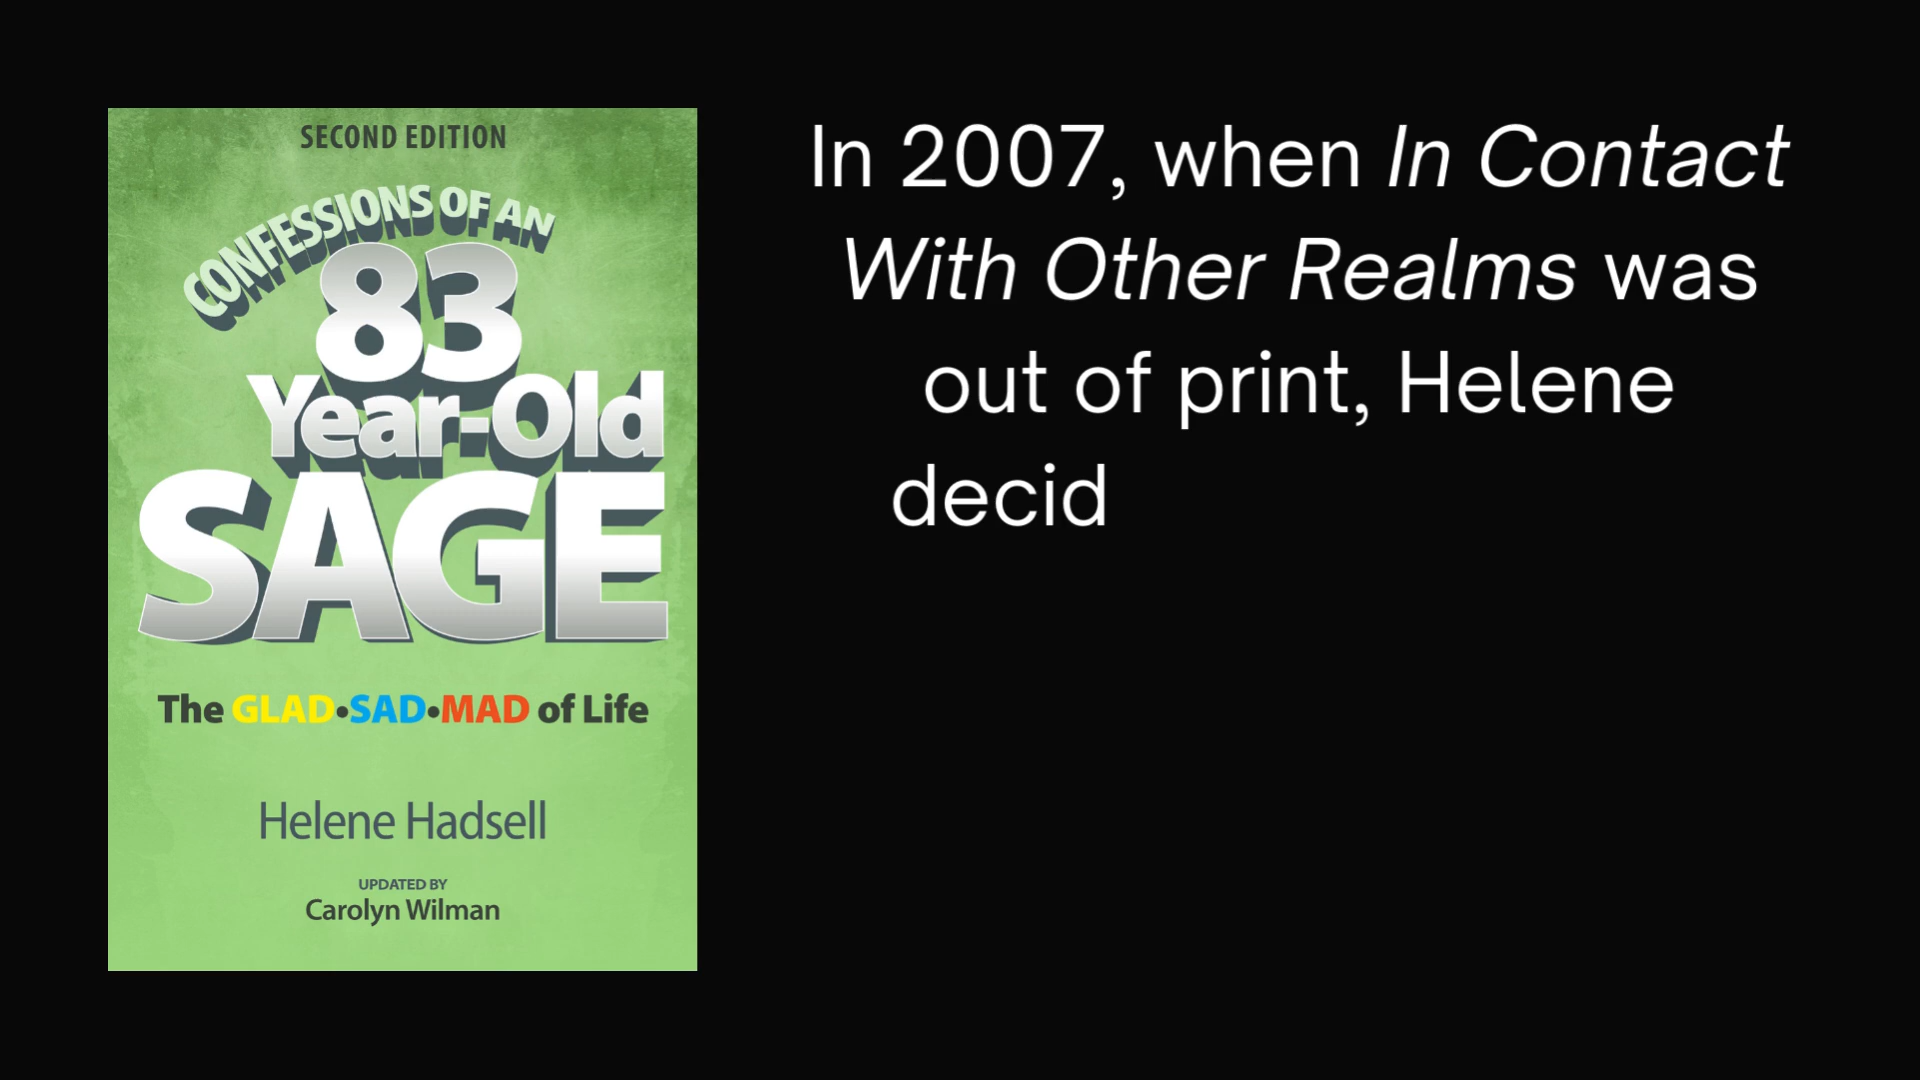 SECOND EDITION
CONFESSIONS OF AN
83
Year-Old
SAGE
The GLAD•SAD•MAD of Life
Helene Hadsell
UPDATED BY
Carolyn Wilman
In 2007, when In Contact
With Other Realms was
out of print, Helene
decid